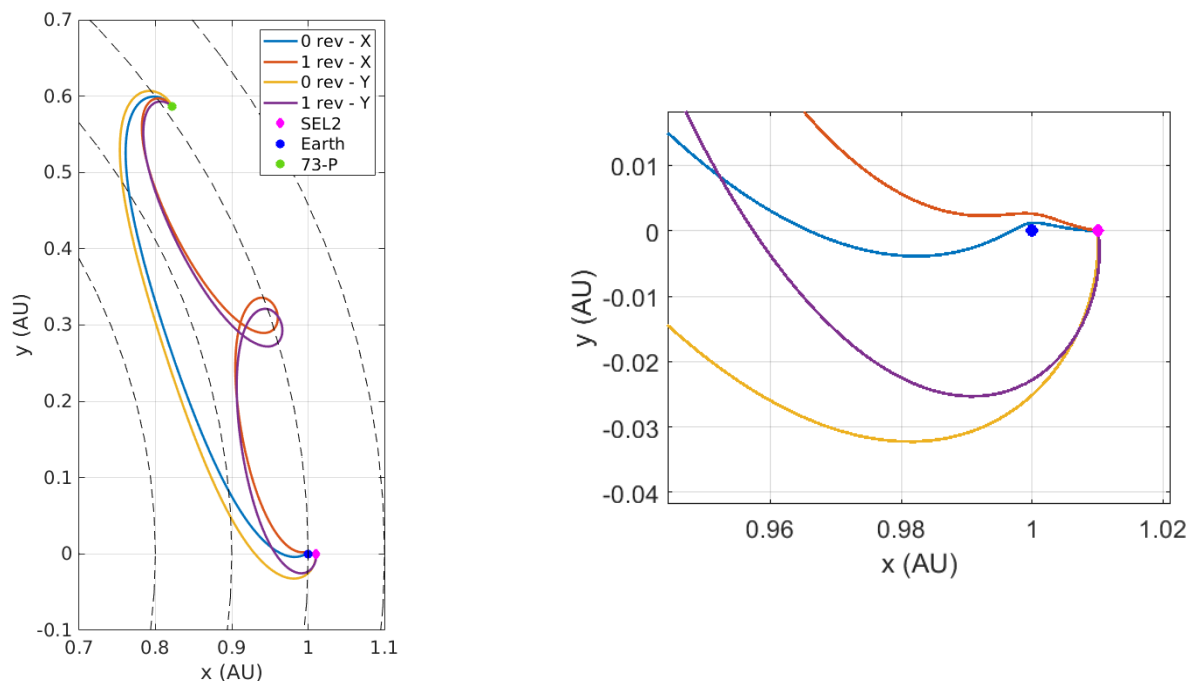 0.7
0.6
0.5
0.4
0.3
0.2
0.1
0
-0.1
y (AU)
0.7
0.8
0.9
1
1.1
x (AU)
0 rev - X
1 rev - X
0 rev - Y
1 rev - Y
SEL2
Earth
73-P
0.01
0
-0.01
-0.02
-0.03
-0.04
y (AU)
0.96
0.98
1
1.02
x (AU)